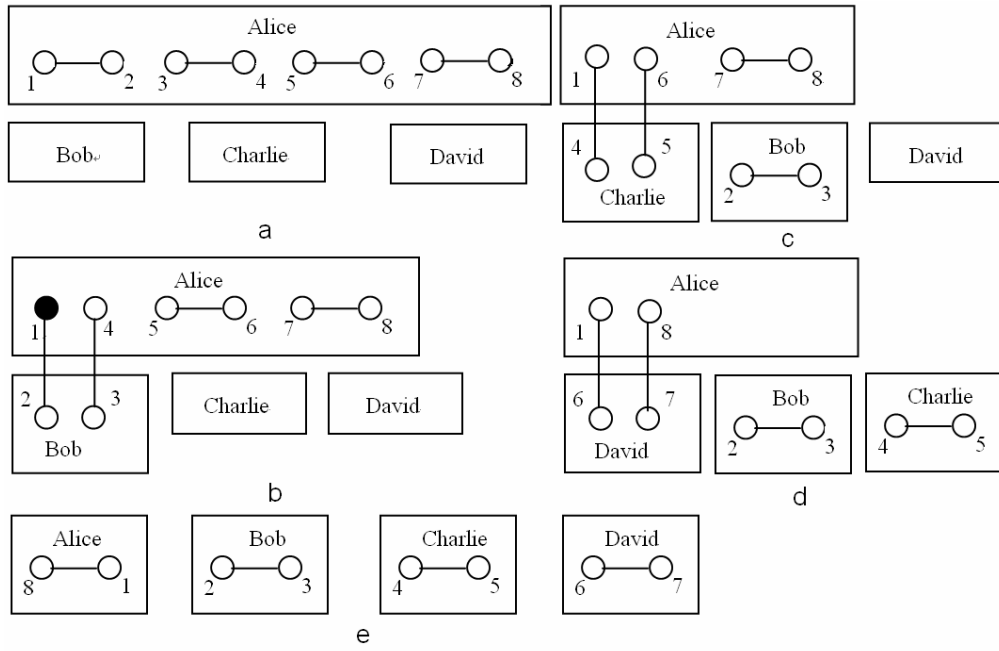 Alice
1 2 3 4 5 6 7 8
Bob
Charlie
David
a
Alice
1 6 7 8
4 5
Charlie
Bob
2 3
David
c
Alice
1 4 5 6 7 8
2 3
Bob
Charlie
David
b
Alice
1 8
6 7
David
Bob
2 3
Charlie
4 5
d
Alice
8 1
Bob
2 3
Charlie
4 5
David
6 7
e